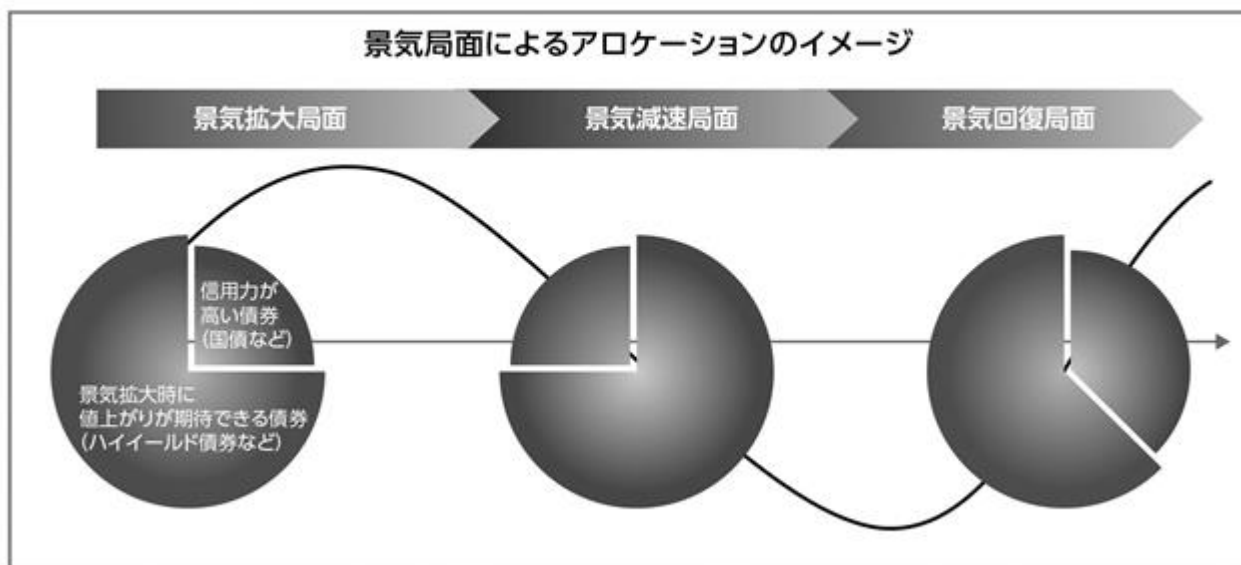 景気局面によるアロケーションのイメージ
景気拡大局面
景気減速局面
景気回復局面
信用力が
高い債券
(国債など)
景気拡大時に
値上がりが期待できる債券
(ハイイールド債券など)